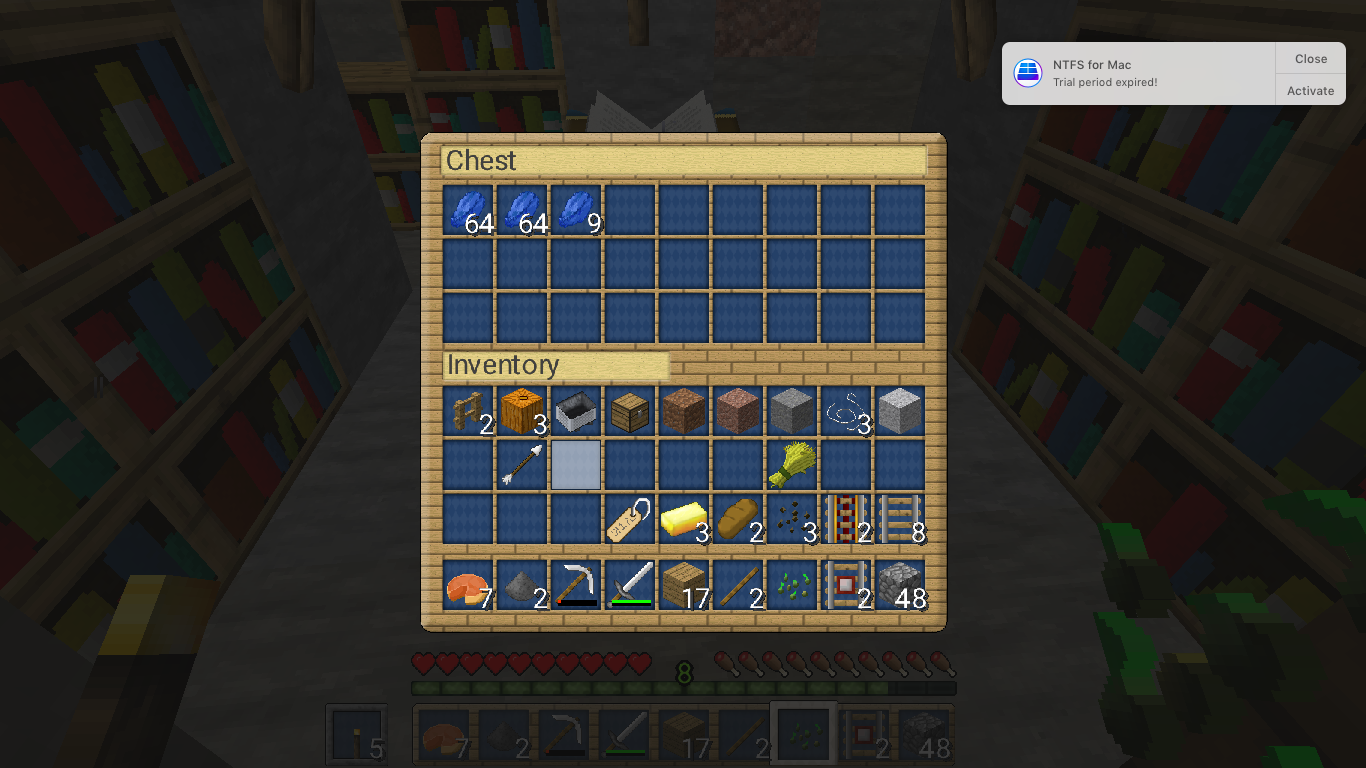 NTFS for Mac
Close
Trial period expired!
Activate
Chest
64 64 9
Inventory
2 3 3
3 2 3 2 8
7 2 17 2 2 48
8
5 7 2 17 2 2 48